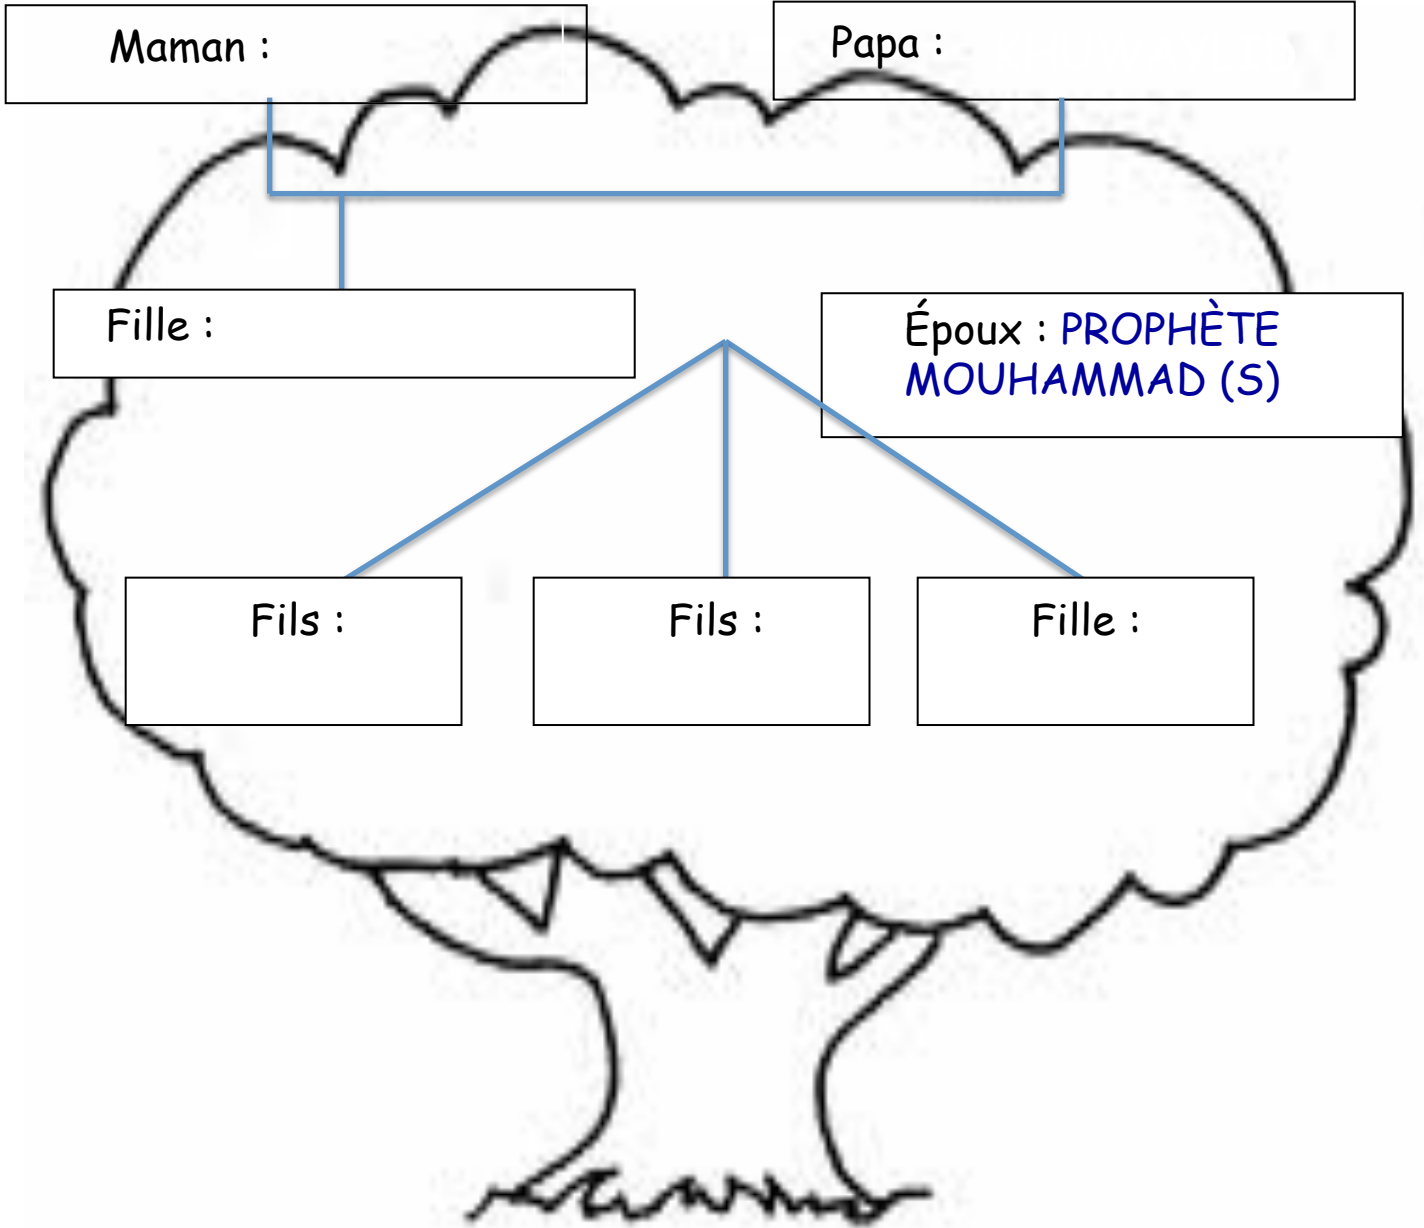 Maman :
Papa :
Fille :
Époux : PROPHÈTE
MOUHAMMAD (S)
Fils :
Fils :
Fille :